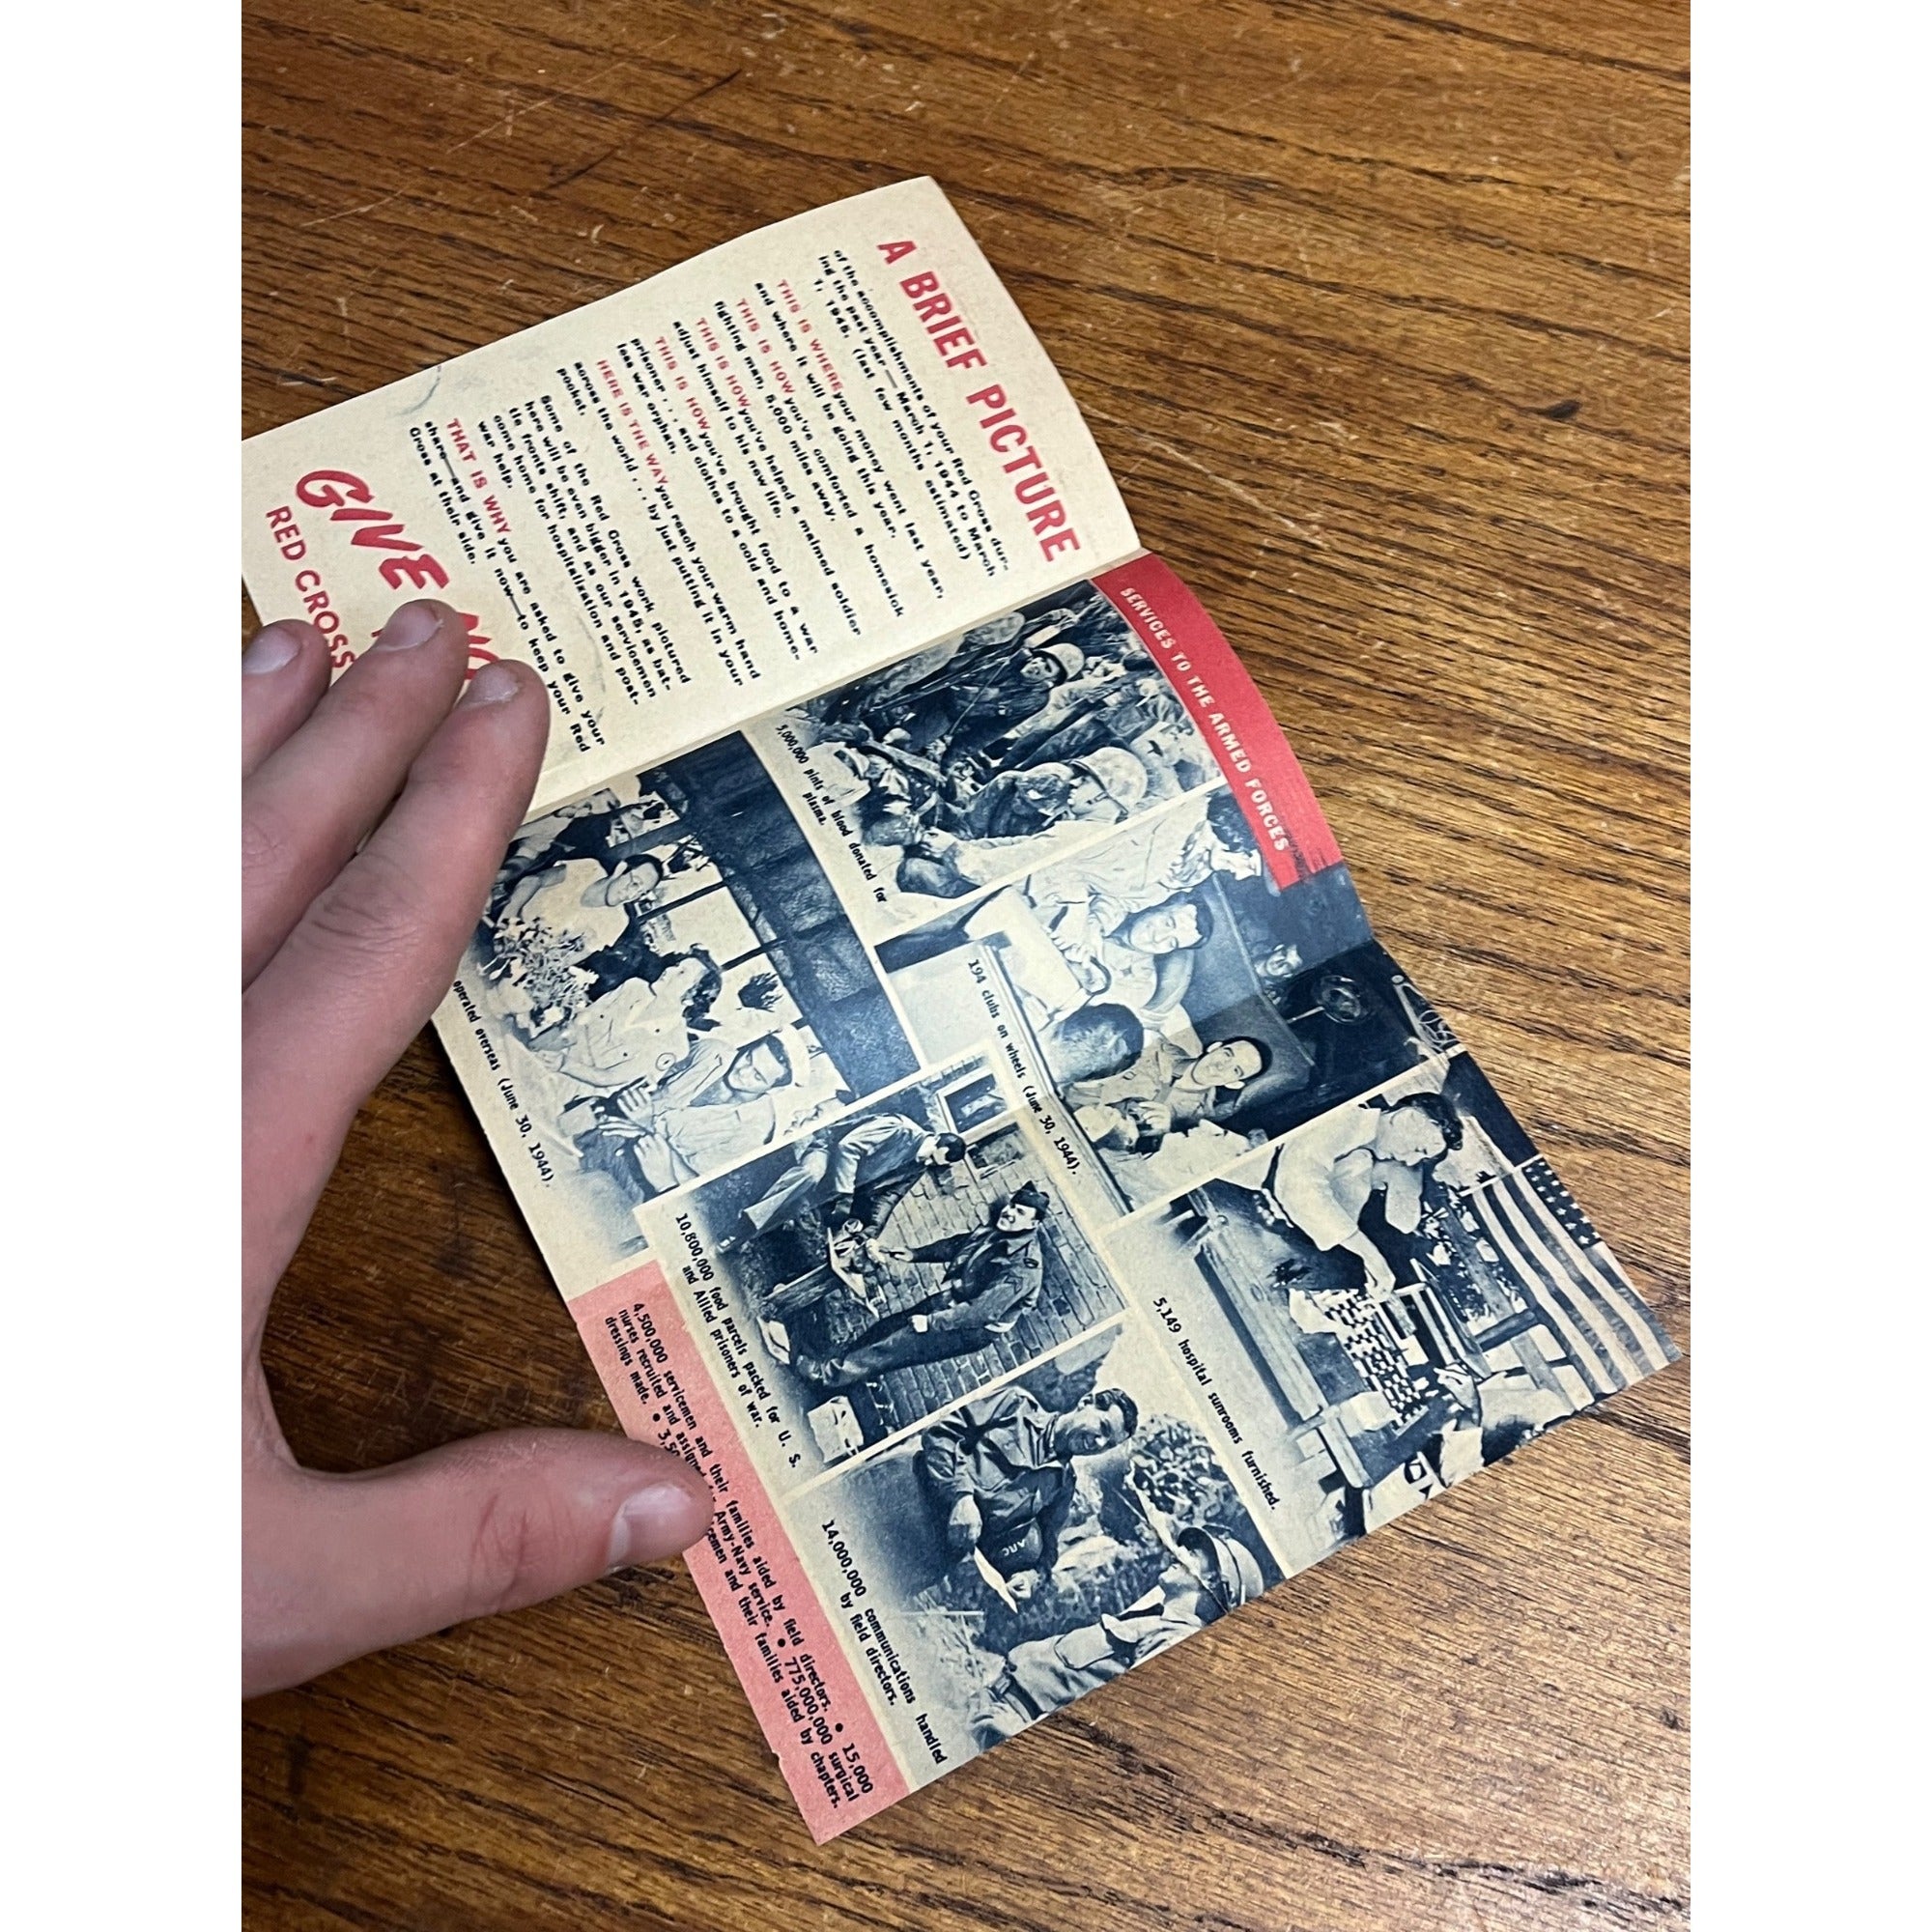 A BRIEF PICTURE
of the accomplishments of your Red Cross dur-
ing the past year — March 1, 1944 to March
1, 1945. (last few months estimated)
THIS IS WHERE your money went last year,
and where it will be going this year.
THIS IS HOW you've comforted a homesick
fighting man, 5,000 miles away.
THIS IS HOW you've helped a maimed soldier
adjust himself to his new life.
THIS IS HOW you've brought food to a war
prisoner . . . and clothes to a cold and home-
less war orphan.
HERE IS THE WAY you reach your warm hand
across the world . . . by just putting it in your
pocket.
Some of the Red Cross work pictured
here will be even bigger in 1945, as bat-
tle fronts shift, and as our servicemen
come home for hospitalization and post-
war help.
THAT IS WHY you are asked to give your
share—and give it now—to keep your Red
Cross at their side.
GIVE
RED CROSS
SERVICES TO THE ARMED FORCES
5,000,000 pints of blood donated for
plasma.
194 clubs on wheels (June 30, 1944).
operated overseas (June 30, 1944).
5,149 hospital sunrooms furnished.
10,800,000 food parcels packed for U. S.
and Allied prisoners of war.
14,000,000 communications handled
by field directors.
4,500,000 servicemen and their families aided by field directors. • 15,000
nurses recruited and assigned Army-Navy service. • 775,000,000 surgical
dressings made. • and their families aided by chapters.